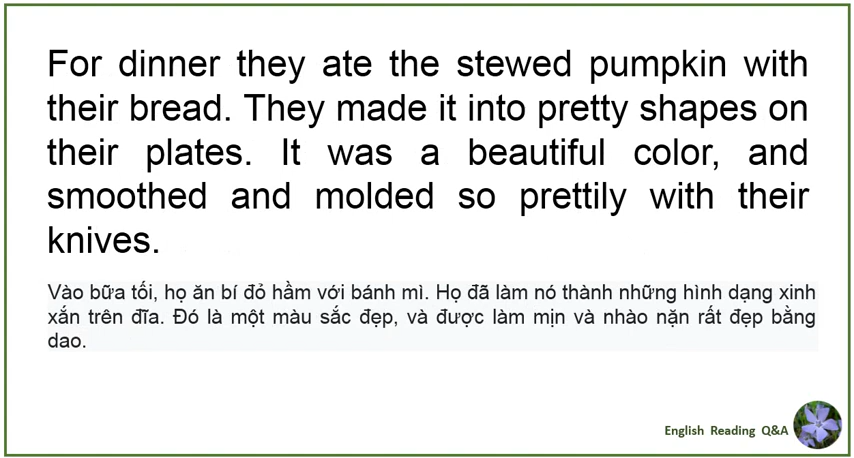 For dinner they ate the stewed pumpkin with
their bread. They made it into pretty shapes on
their plates. It was a beautiful color, and
smoothed and molded so prettily with their
knives.
Vào bữa tối, họ ăn bí đỏ hầm với bánh mì. Họ đã làm nó thành những hình dạng xinh
xắn trên đĩa. Đó là một màu sắc đẹp, và được làm mịn và nhào nặn rất đẹp bằng
dao.
English Reading Q&A